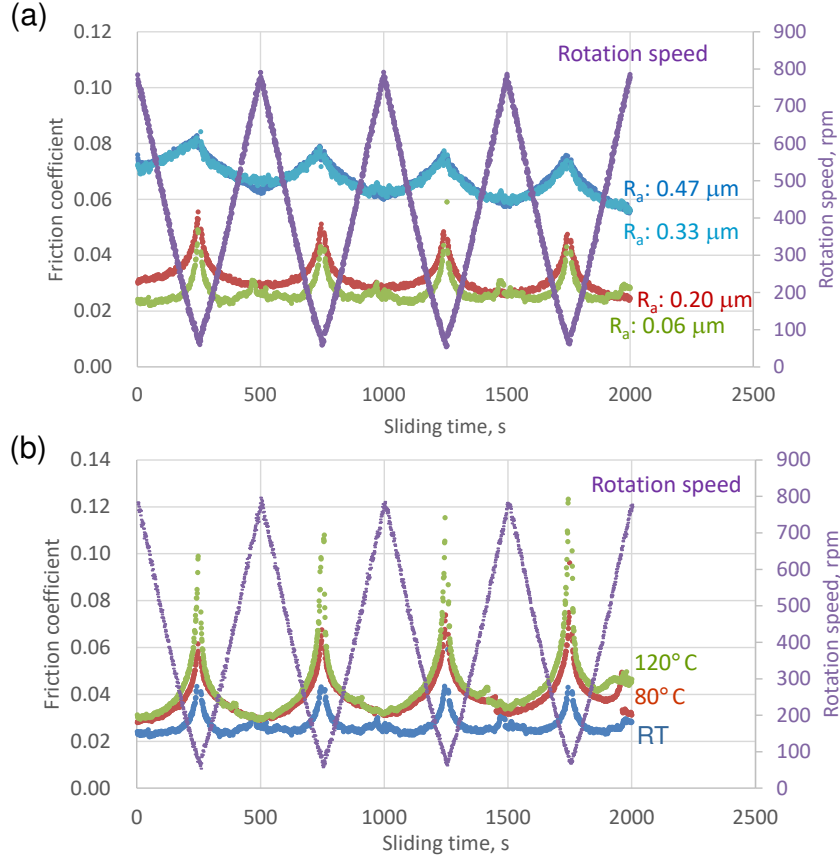 (a)
0.12
0.10
0.08
0.06
0.04
0.02
0.00
Friction coefficient
900
800
700
600
500
400
300
200
100
0
Rotation speed, rpm
Rotation speed
Rₐ: 0.47 μm
Rₐ: 0.33 μm
Rₐ: 0.20 μm
Rₐ: 0.06 μm
0 500 1000 1500 2000 2500
Sliding time, s
(b)
0.14
0.12
0.10
0.08
0.06
0.04
0.02
0.00
Friction coefficient
900
800
700
600
500
400
300
200
100
0
Rotation speed, rpm
Rotation speed
120° C
80° C
RT
0 500 1000 1500 2000 2500
Sliding time, s